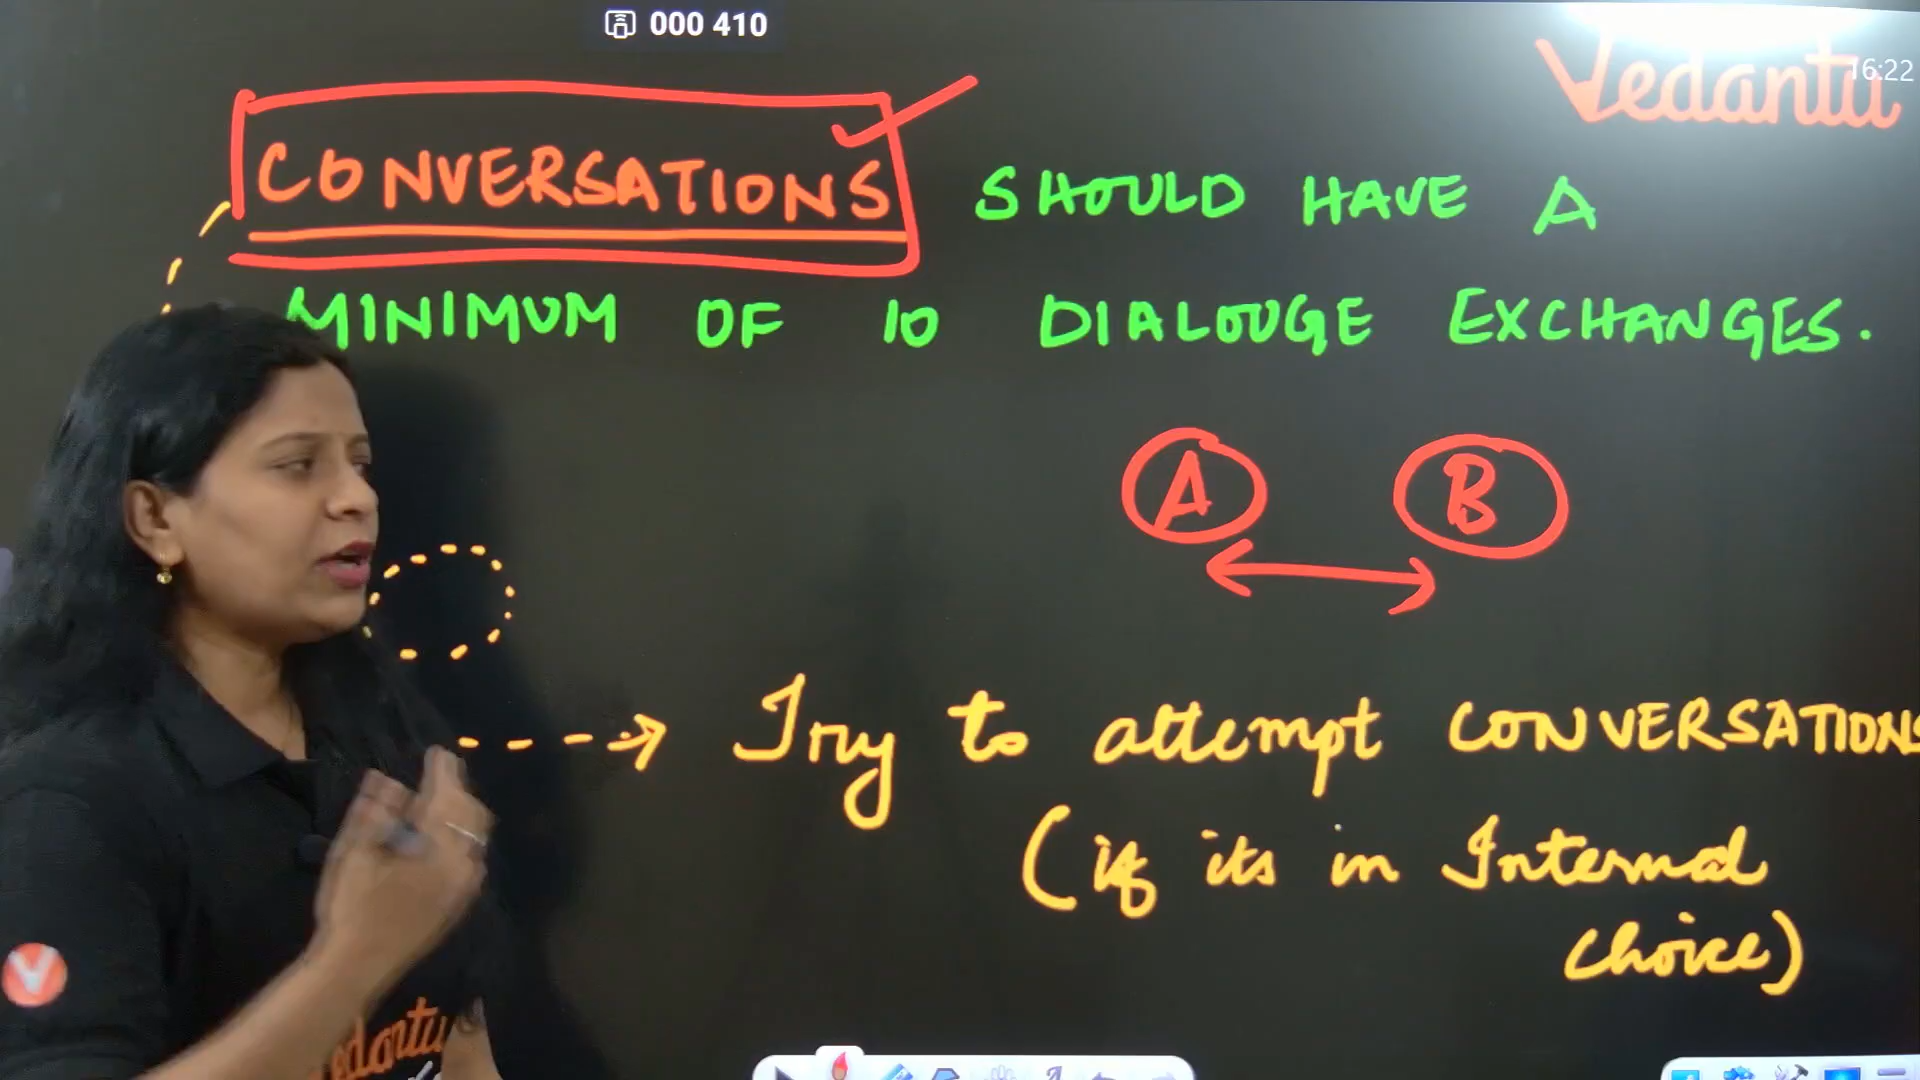 000 410
Vedantu
16:22
CONVERSATIONS SHOULD HAVE A
MINIMUM OF 10 DIALOUGE EXCHANGES.
A B
Try to attempt CONVERSATIONS
(if its in Internal
choice)
V
edantu